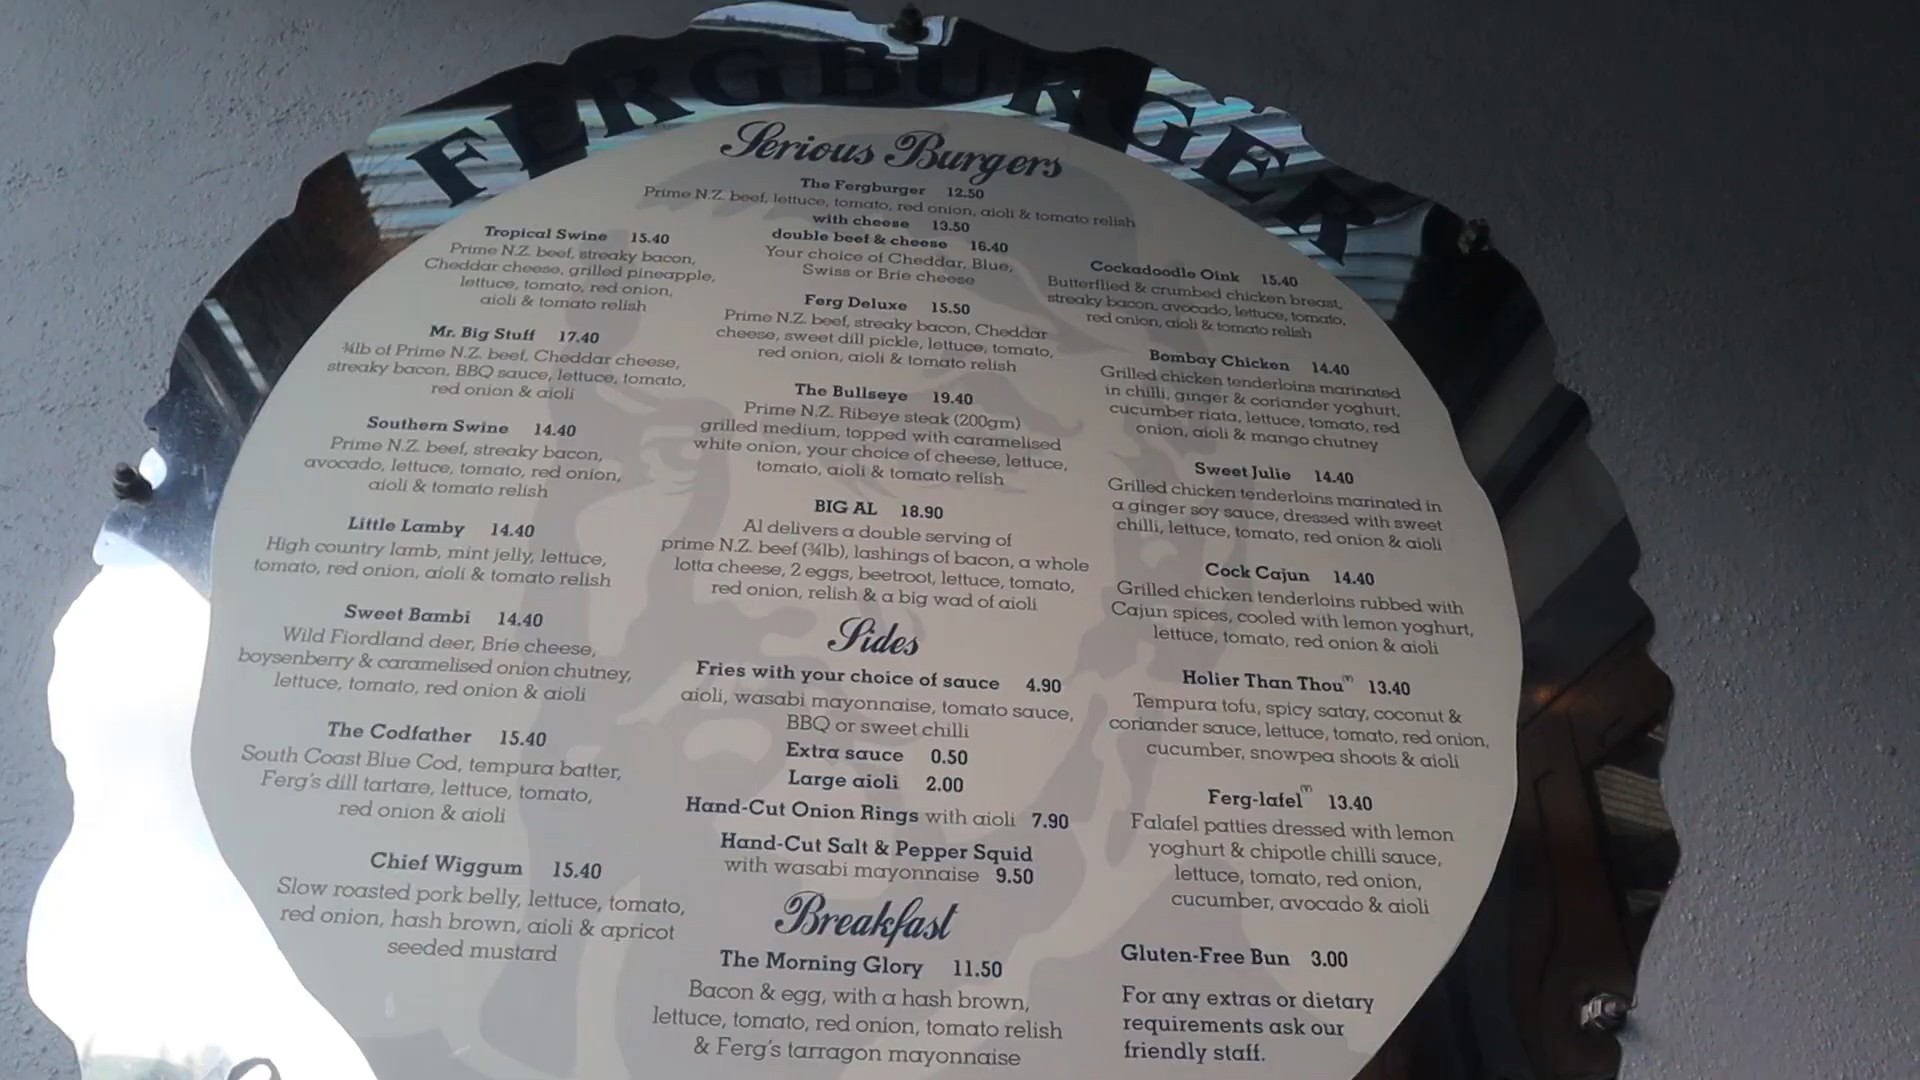 FERGBURGER
Serious Burgers
The Fergburger 12.50
Prime N.Z. beef, lettuce, tomato, red onion, aioli & tomato relish
with cheese 13.50
double beef & cheese 16.40
Your choice of Cheddar, Blue,
Swiss or Brie cheese
Tropical Swine 15.40
Prime N.Z. beef, streaky bacon,
Cheddar cheese, grilled pineapple,
lettuce, tomato, red onion,
aioli & tomato relish
Mr. Big Stuff 17.40
¾lb of Prime N.Z. beef, Cheddar cheese,
streaky bacon, BBQ sauce, lettuce, tomato,
red onion & aioli
Southern Swine 14.40
Prime N.Z. beef, streaky bacon,
avocado, lettuce, tomato, red onion,
aioli & tomato relish
Little Lamby 14.40
High country lamb, mint jelly, lettuce,
tomato, red onion, aioli & tomato relish
Sweet Bambi 14.40
Wild Fiordland deer, Brie cheese,
boysenberry & caramelised onion chutney,
lettuce, tomato, red onion & aioli
The Codfather 15.40
South Coast Blue Cod, tempura batter,
Ferg's dill tartare, lettuce, tomato,
red onion & aioli
Chief Wiggum 15.40
Slow roasted pork belly, lettuce, tomato,
red onion, hash brown, aioli & apricot
seeded mustard
Ferg Deluxe 15.50
Prime N.Z. beef, streaky bacon, Cheddar
cheese, sweet dill pickle, lettuce, tomato,
red onion, aioli & tomato relish
The Bullseye 19.40
Prime N.Z. Ribeye steak (200gm)
grilled medium, topped with caramelised
white onion, your choice of cheese, lettuce,
tomato, aioli & tomato relish
BIG AL 18.90
Al delivers a double serving of
prime N.Z. beef (¾lb), lashings of bacon, a whole
lotta cheese, 2 eggs, beetroot, lettuce, tomato,
red onion, relish & a big wad of aioli
Sides
Fries with your choice of sauce 4.90
aioli, wasabi mayonnaise, tomato sauce,
BBQ or sweet chilli
Extra sauce 0.50
Large aioli 2.00
Hand-Cut Onion Rings with aioli 7.90
Hand-Cut Salt & Pepper Squid
with wasabi mayonnaise 9.50
Breakfast
The Morning Glory 11.50
Bacon & egg, with a hash brown,
lettuce, tomato, red onion, tomato relish
& Ferg's tarragon mayonnaise
Cockadoodle Oink 15.40
Butterflied & crumbed chicken breast,
streaky bacon, avocado, lettuce, tomato,
red onion, aioli & tomato relish
Bombay Chicken 14.40
Grilled chicken tenderloins marinated
in chilli, ginger & coriander yoghurt,
cucumber riata, lettuce, tomato, red
onion, aioli & mango chutney
Sweet Julie 14.40
Grilled chicken tenderloins marinated in
a ginger soy sauce, dressed with sweet
chilli, lettuce, tomato, red onion & aioli
Cock Cajun 14.40
Grilled chicken tenderloins rubbed with
Cajun spices, cooled with lemon yoghurt,
lettuce, tomato, red onion & aioli
Holier Than Thou (v) 13.40
Tempura tofu, spicy satay, coconut &
coriander sauce, lettuce, tomato, red onion,
cucumber, snowpea shoots & aioli
Ferg-lafel (v) 13.40
Falafel patties dressed with lemon
yoghurt & chipotle chilli sauce,
lettuce, tomato, red onion,
cucumber, avocado & aioli
Gluten-Free Bun 3.00
For any extras or dietary
requirements ask our
friendly staff.